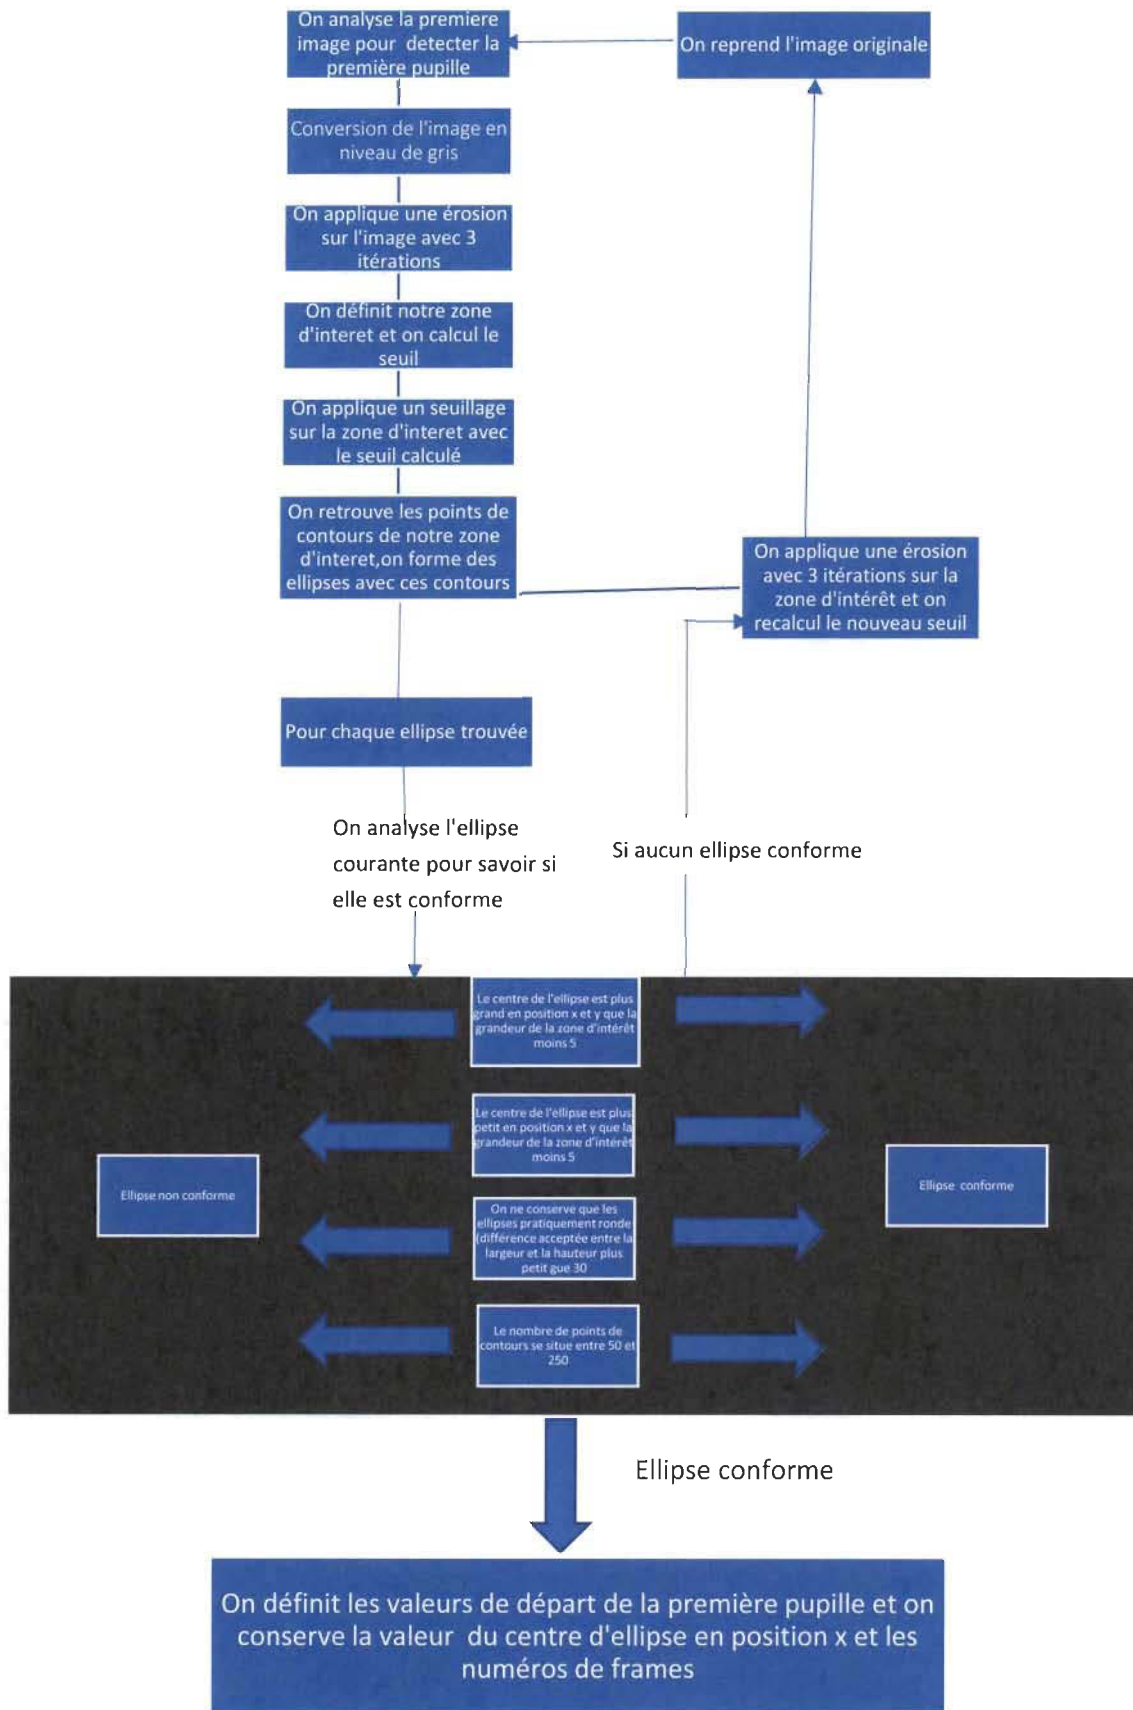 On analyse la premiere
image pour detecter la
première pupille
On reprend l'image originale
Conversion de l'image en
niveau de gris
On applique une érosion
sur l'image avec 3
itérations
On définit notre zone
d'interet et on calcul le
seuil
On applique un seuillage
sur la zone d'interet avec
le seuil calculé
On retrouve les points de
contours de notre zone
d'interet,on forme des
ellipses avec ces contours
On applique une érosion
avec 3 itérations sur la
zone d'intérêt et on
recalcul le nouveau seuil
Pour chaque ellipse trouvée
On analyse l'ellipse
courante pour savoir si
elle est conforme
Si aucun ellipse conforme
Le centre de l'ellipse est plus
grand en position x et y que la
grandeur de la zone d'intérêt
moins 5
Le centre de l'ellipse est plus
petit en position x et y que la
grandeur de la zone d'intérêt
moins 5
Ellipse non conforme
Ellipse conforme
On ne conserve que les
ellipses pratiquement ronde
(différence acceptée entre la
largeur et la hauteur plus
petit que 30
Le nombre de points de
contours se situe entre 50 et
250
Ellipse conforme
On définit les valeurs de départ de la première pupille et on
conserve la valeur du centre d'ellipse en position x et les
numéros de frames